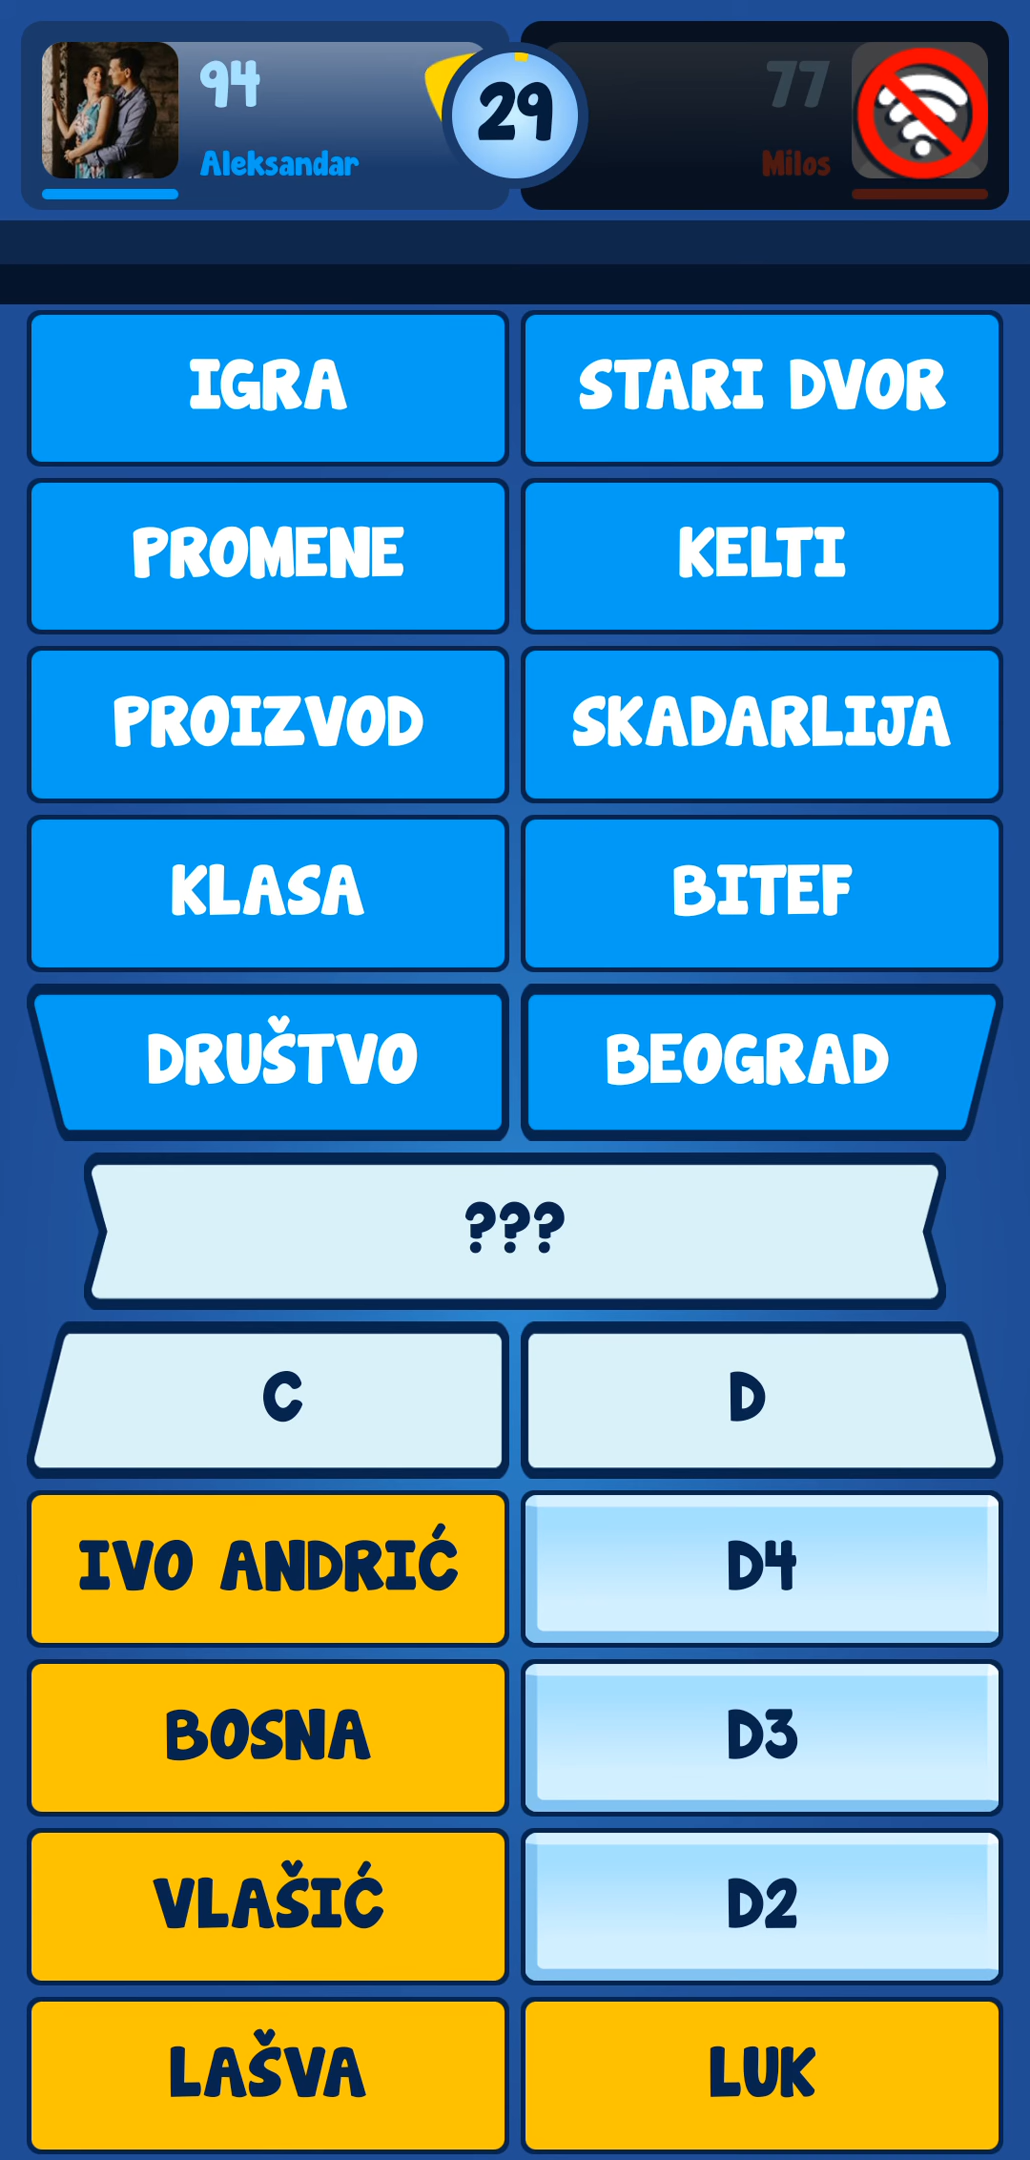 94
29
77
Aleksandar
Milos
IGRA
STARI DVOR
PROMENE
KELTI
PROIZVOD
SKADARLIJA
KLASA
BITEF
DRUŠTVO
BEOGRAD
???
C
D
IVO ANDRIĆ
D4
BOSNA
D3
VLAŠIĆ
D2
LAŠVA
LUK